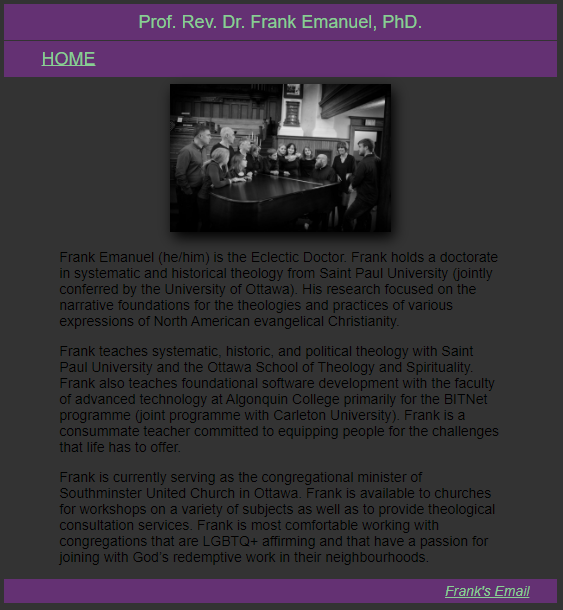 Prof. Rev. Dr. Frank Emanuel, PhD.
HOME
Frank Emanuel (he/him) is the Eclectic Doctor. Frank holds a doctorate
in systematic and historical theology from Saint Paul University (jointly
conferred by the University of Ottawa). His research focused on the
narrative foundations for the theologies and practices of various
expressions of North American evangelical Christianity.
Frank teaches systematic, historic, and political theology with Saint
Paul University and the Ottawa School of Theology and Spirituality.
Frank also teaches foundational software development with the faculty
of advanced technology at Algonquin College primarily for the BITNet
programme (joint programme with Carleton University). Frank is a
consummate teacher committed to equipping people for the challenges
that life has to offer.
Frank is currently serving as the congregational minister of
Southminster United Church in Ottawa. Frank is available to churches
for workshops on a variety of subjects as well as to provide theological
consultation services. Frank is most comfortable working with
congregations that are LGBTQ+ affirming and that have a passion for
joining with God's redemptive work in their neighbourhoods.
Frank's Email